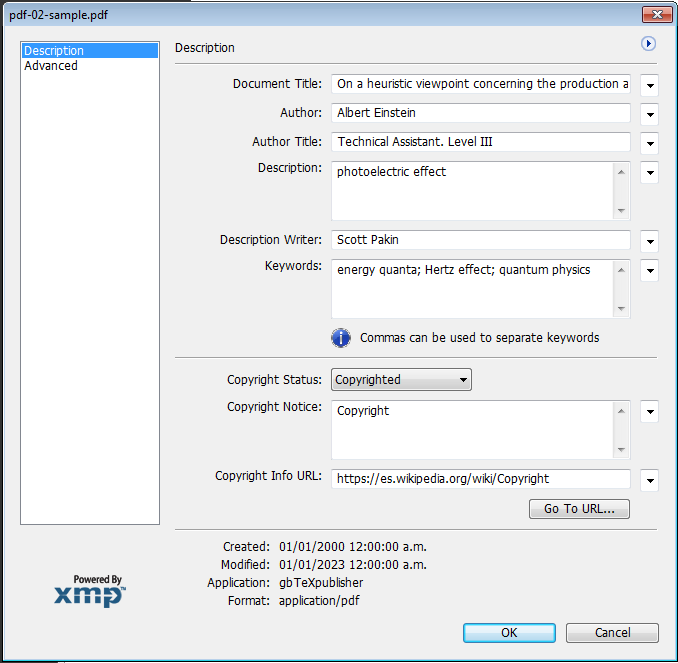 pdf-02-sample.pdf
Description
Advanced
Description
Document Title: On a heuristic viewpoint concerning the production a
Author: Albert Einstein
Author Title: Technical Assistant. Level III
Description: photoelectric effect
Description Writer: Scott Pakin
Keywords: energy quanta; Hertz effect; quantum physics
i Commas can be used to separate keywords
Copyright Status: Copyrighted
Copyright Notice: Copyright
Copyright Info URL: https://es.wikipedia.org/wiki/Copyright
Go To URL...
Created: 01/01/2000 12:00:00 a.m.
Modified: 01/01/2023 12:00:00 a.m.
Application: gbTeXpublisher
Format: application/pdf
Powered By
xmp™
OK Cancel